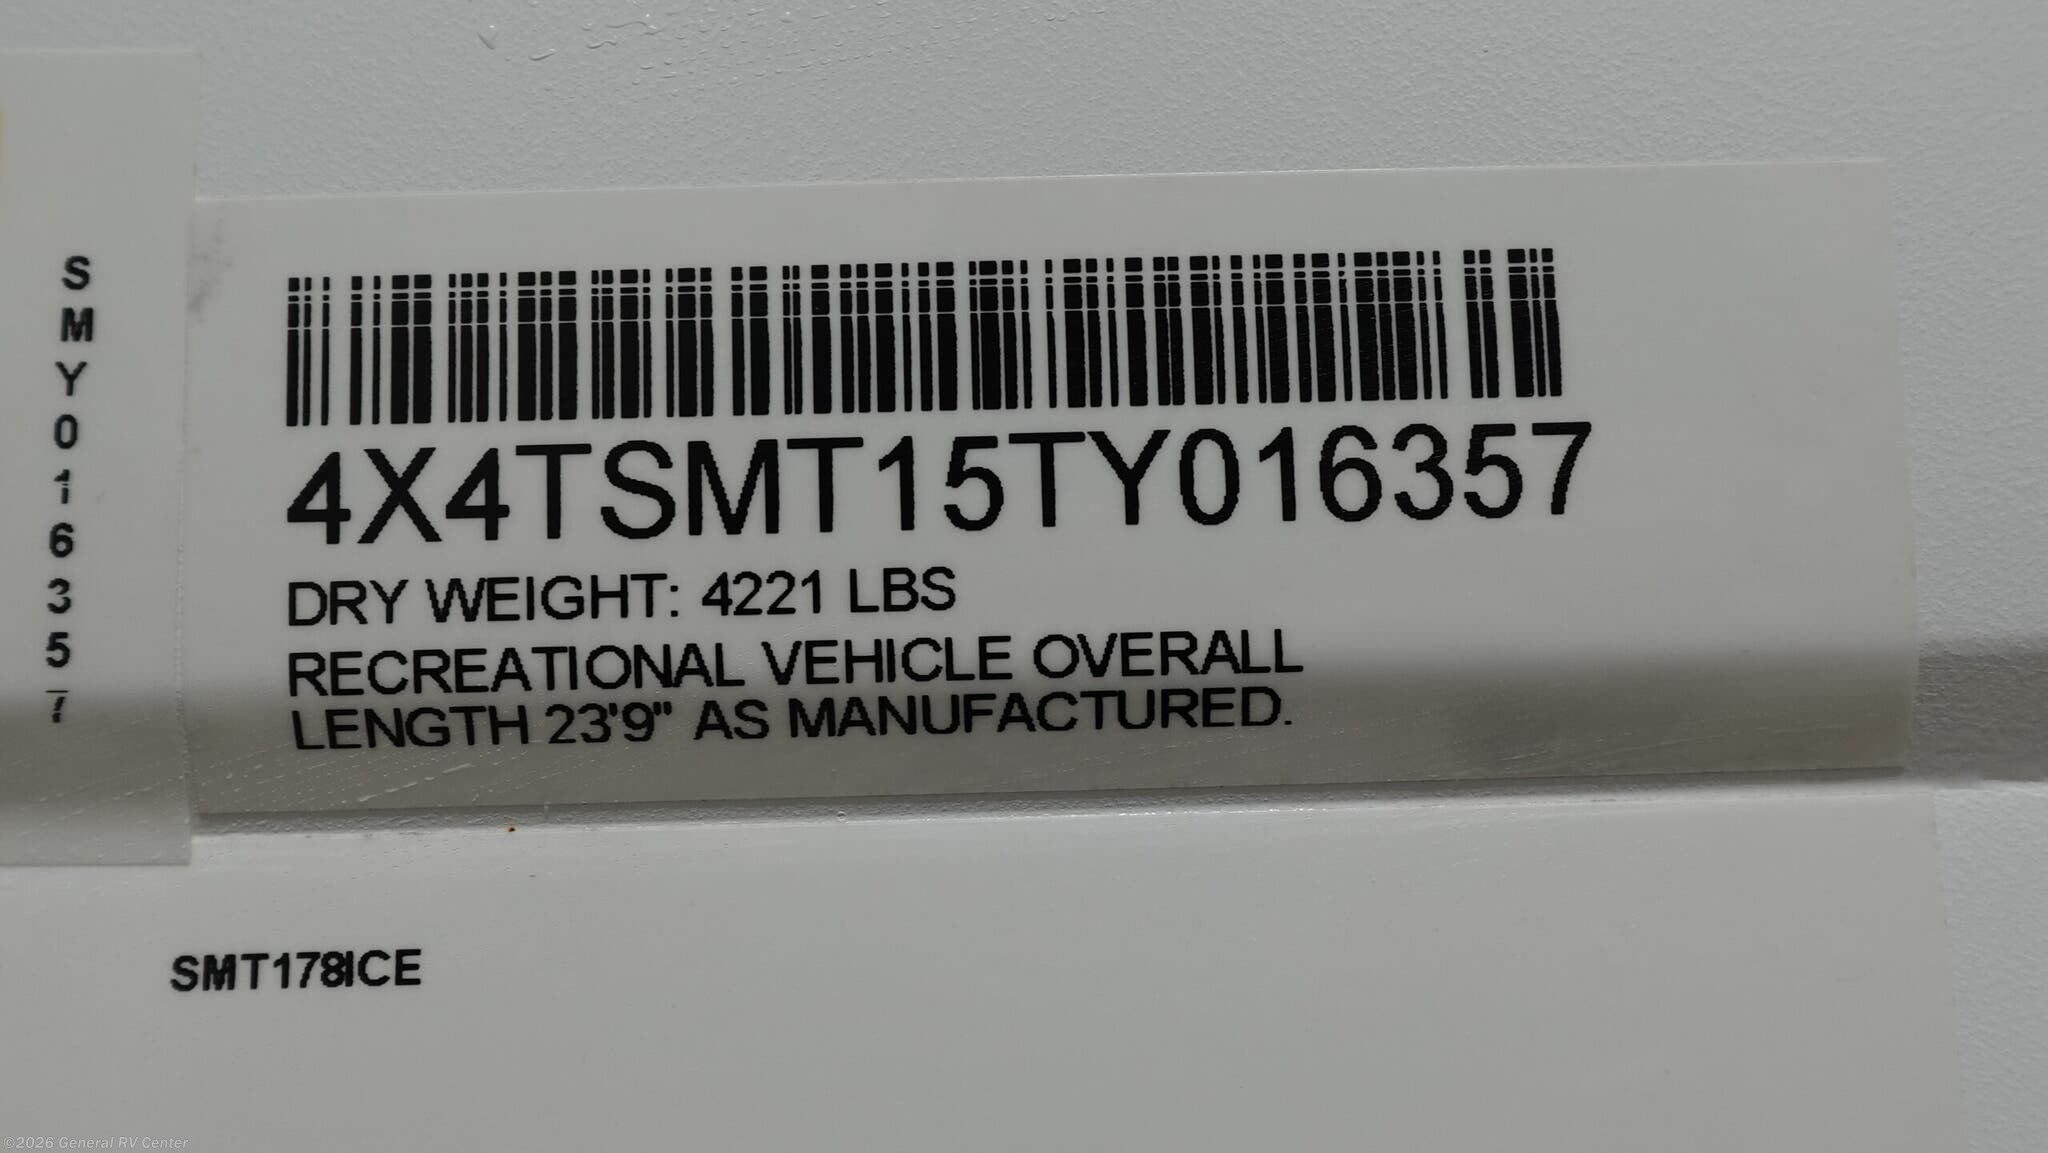 SMY016357
4X4TSMT15TY016357
DRY WEIGHT: 4221 LBS
RECREATIONAL VEHICLE OVERALL
LENGTH 23'9" AS MANUFACTURED.
SMT178ICE
©2026 General RV Center